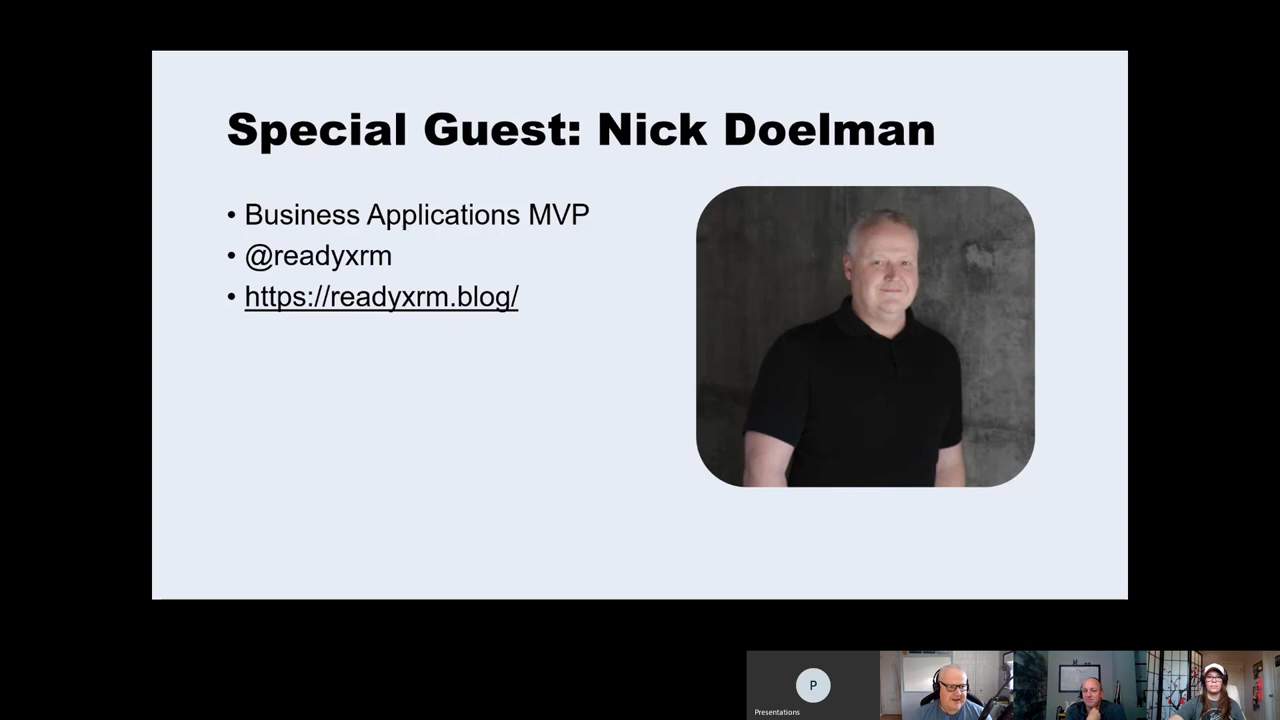 Special Guest: Nick Doelman
• Business Applications MVP
• @readyxrm
• https://readyxrm.blog/
P
Presentations